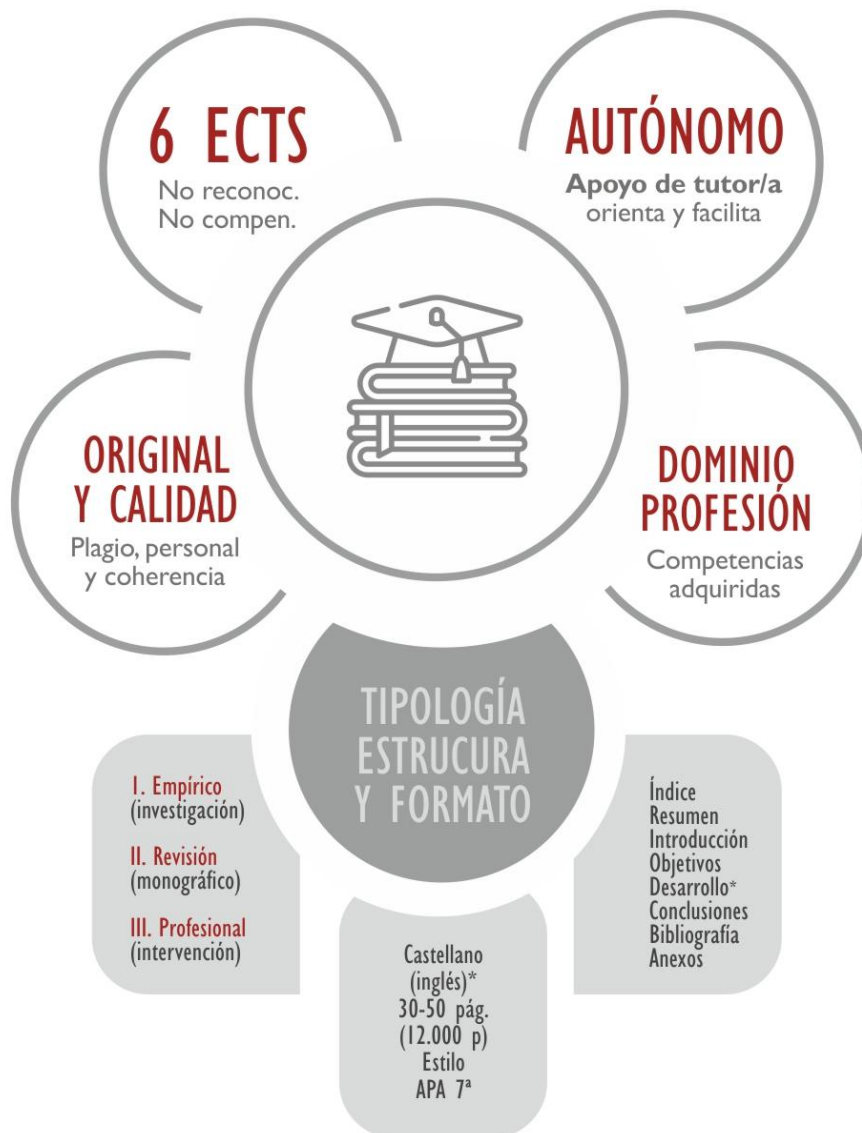 6 ECTS
No reconoc.
No compen.
AUTÓNOMO
Apoyo de tutor/a
orienta y facilita
ORIGINAL
Y CALIDAD
Plagio, personal
y coherencia
DOMINIO
PROFESIÓN
Competencias
adquiridas
TIPOLOGÍA
ESTRUCURA
Y FORMATO
I. Empírico
(investigación)
II. Revisión
(monográfico)
III. Profesional
(intervención)
Castellano
(inglés)*
30-50 pág.
(12.000 p)
Estilo
APA 7ª
Índice
Resumen
Introducción
Objetivos
Desarrollo*
Conclusiones
Bibliografía
Anexos